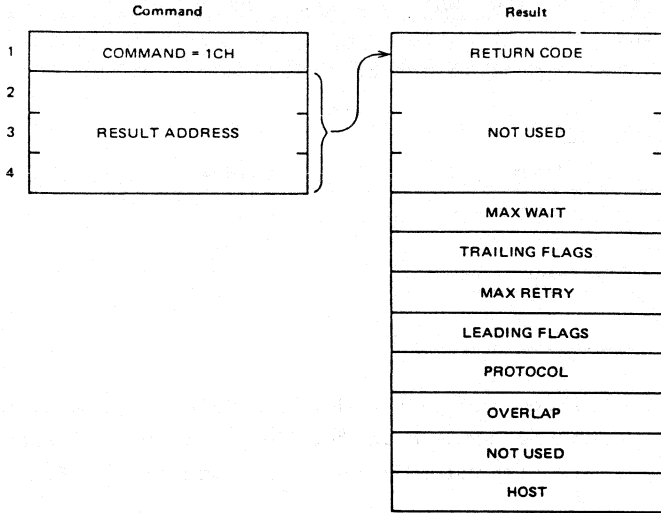 Command
1
COMMAND = 1CH
2
3
RESULT ADDRESS
4
Result
RETURN CODE
NOT USED
MAX WAIT
TRAILING FLAGS
MAX RETRY
LEADING FLAGS
PROTOCOL
OVERLAP
NOT USED
HOST